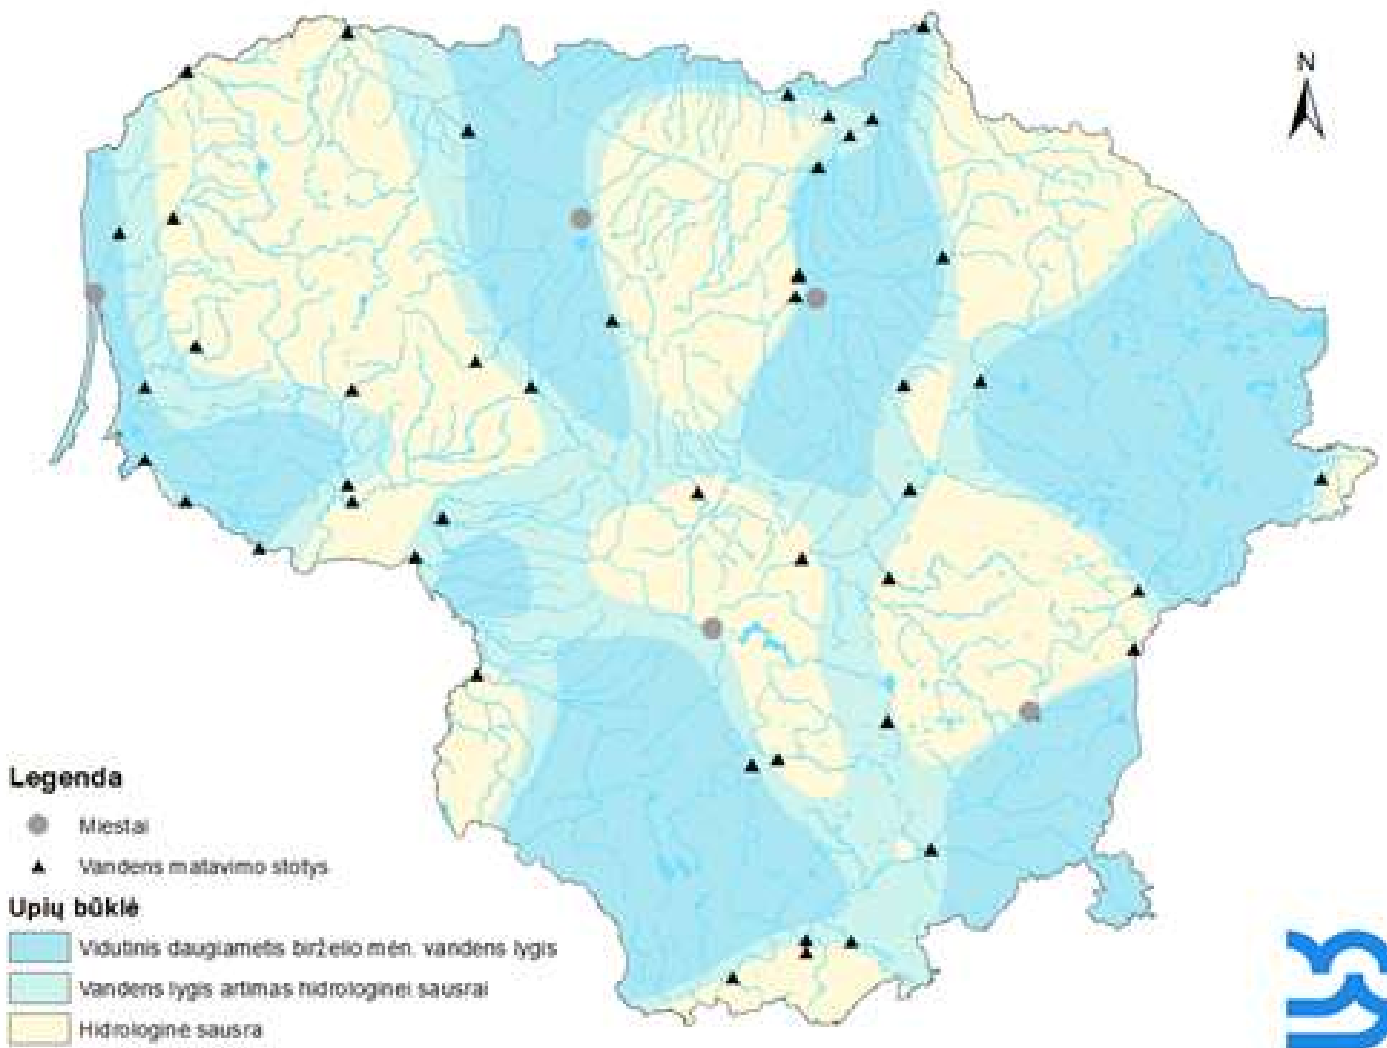 N
Legenda
Miestai
Vandens matavimo stotys
Upių būklė
Vidutinis daugiametis birželio mėn. vandens lygis
Vandens lygis artimas hidrologinei sausrai
Hidrologinė sausra